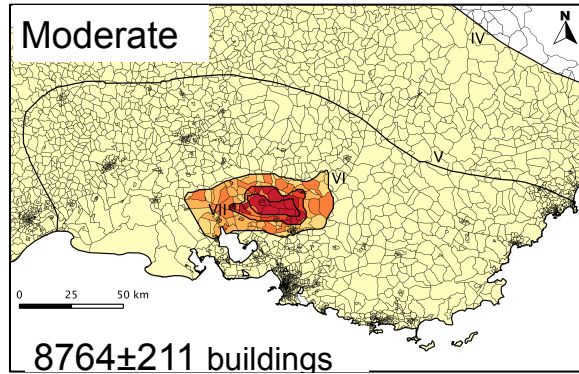 Moderate
IV
N
V
VI
VII
0 25 50 km
8764±211 buildings